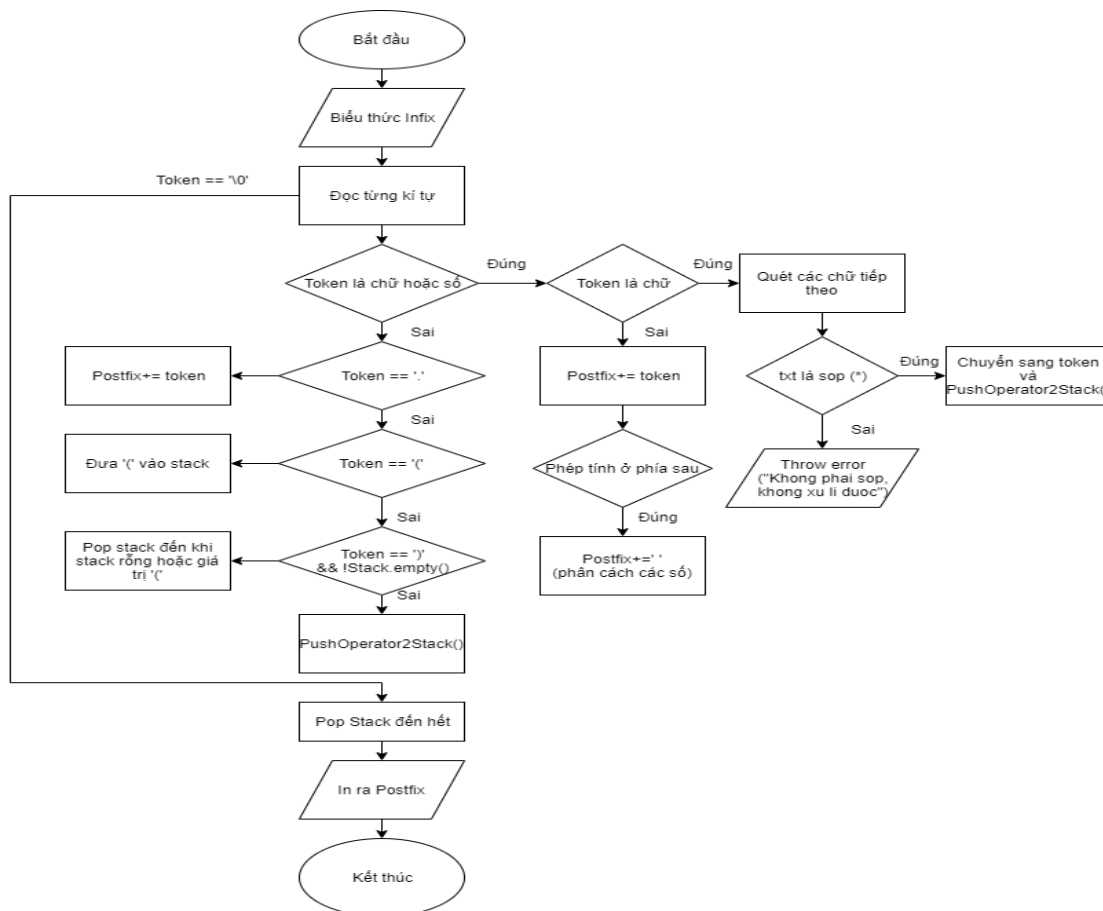 Bắt đầu
Biểu thức Infix
Token == '\0'
Đọc từng kí tự
Token là chữ hoặc số
Đúng
Token là chữ
Đúng
Quét các chữ tiếp
theo
Sai
Sai
Postfix+= token
Token == '.'
Postfix+= token
txt là sop (*)
Đúng
Chuyển sang token
và
PushOperator2Stack()
Sai
Sai
Đưa '(' vào stack
Token == '('
Phép tính ở phía sau
Throw error
("Khong phai sop,
khong xu li duoc")
Sai
Đúng
Pop stack đến khi
stack rỗng hoặc giá
trị '('
Token == ')'
&& !Stack.empty()
Postfix+=' '
(phân cách các số)
Sai
PushOperator2Stack()
Pop Stack đến hết
In ra Postfix
Kết thúc